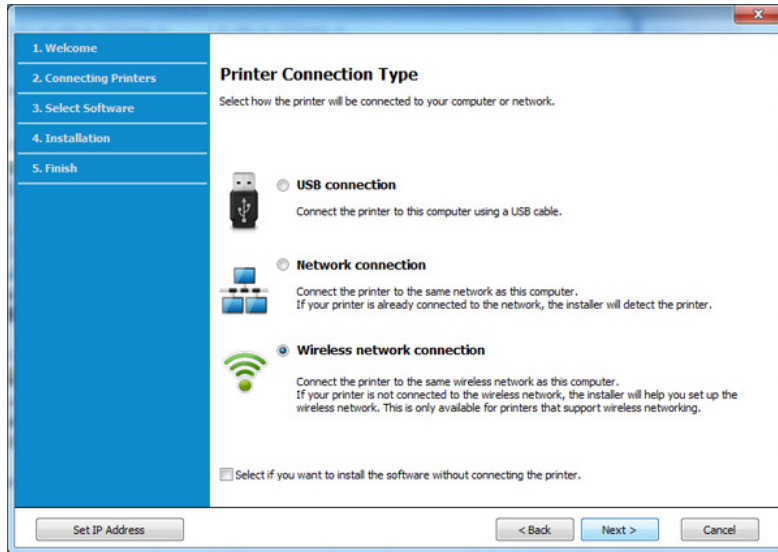 1. Welcome
2. Connecting Printers
3. Select Software
4. Installation
5. Finish
Printer Connection Type
Select how the printer will be connected to your computer or network.
USB connection
Connect the printer to this computer using a USB cable.
Network connection
Connect the printer to the same network as this computer.
If your printer is already connected to the network, the installer will detect the printer.
Wireless network connection
Connect the printer to the same wireless network as this computer.
If your printer is not connected to the wireless network, the installer will help you set up the
wireless network. This is only available for printers that support wireless networking.
Select if you want to install the software without connecting the printer.
Set IP Address
< Back
Next >
Cancel